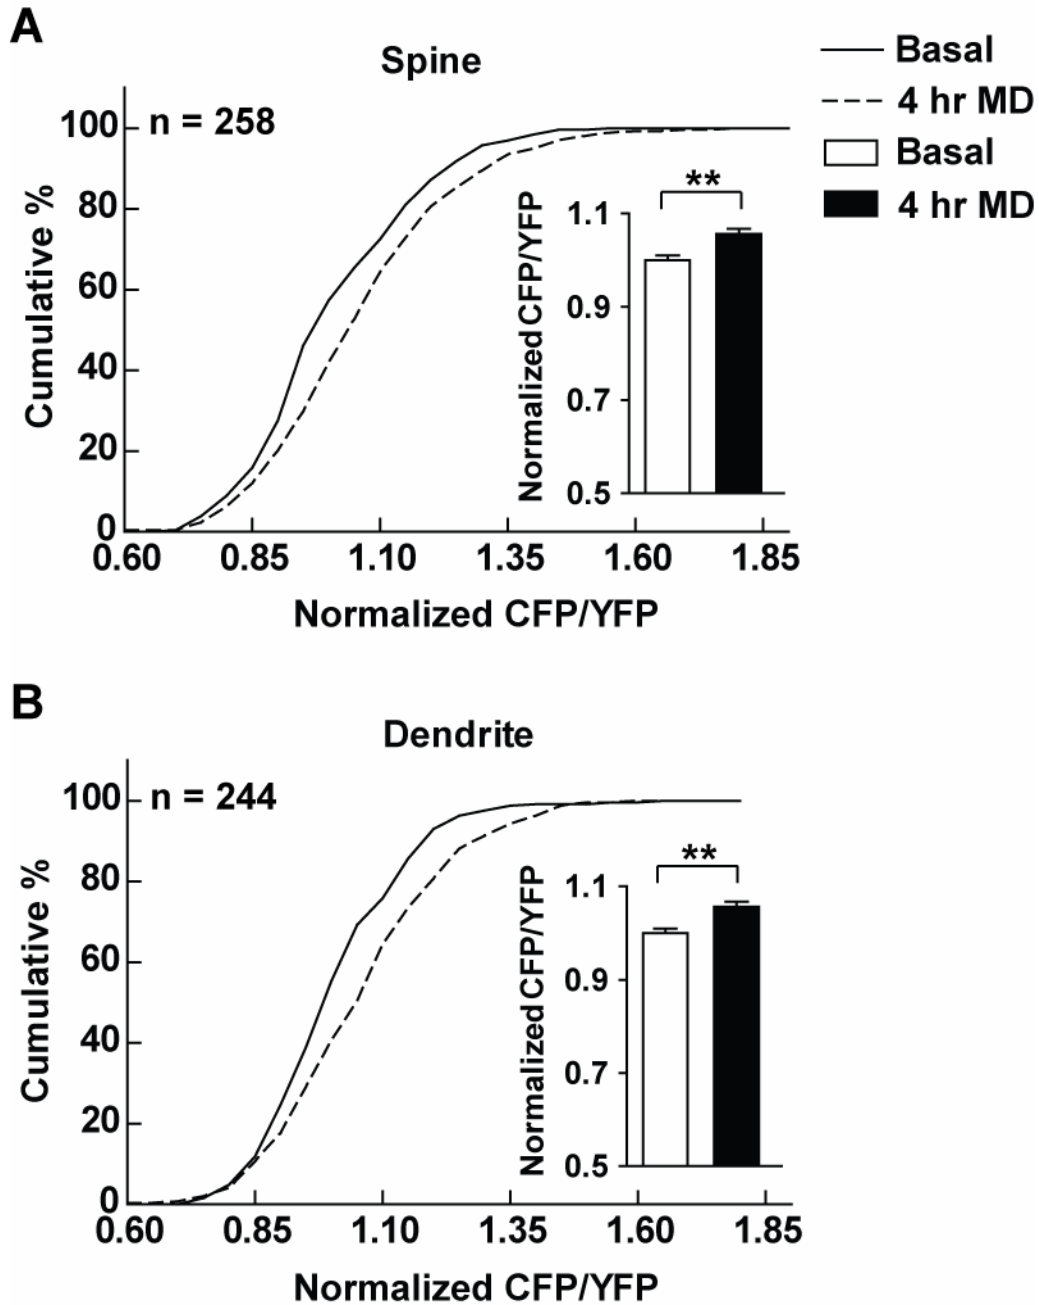 A
Spine
Basal
4 hr MD
Basal
4 hr MD
n = 258
Cumulative %
100
80
60
40
20
0
0.60 0.85 1.10 1.35 1.60 1.85
Normalized CFP/YFP
**
Normalized CFP/YFP
1.1
0.9
0.7
0.5
B
Dendrite
n = 244
Cumulative %
100
80
60
40
20
0
0.60 0.85 1.10 1.35 1.60 1.85
Normalized CFP/YFP
**
Normalized CFP/YFP
1.1
0.9
0.7
0.5